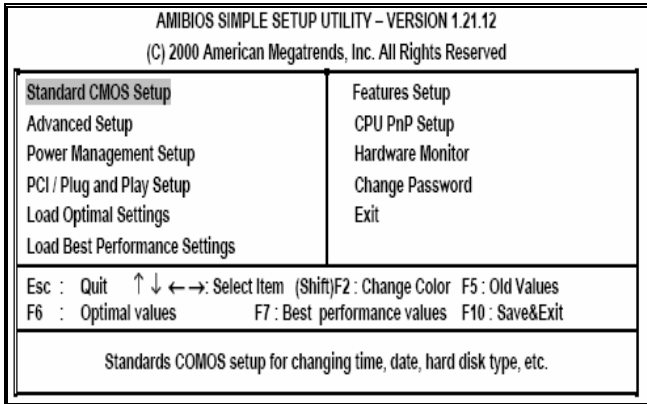 AMIBIOS SIMPLE SETUP UTILITY – VERSION 1.21.12
(C) 2000 American Megatrends, Inc. All Rights Reserved
Standard CMOS Setup
Advanced Setup
Power Management Setup
PCI / Plug and Play Setup
Load Optimal Settings
Load Best Performance Settings
Features Setup
CPU PnP Setup
Hardware Monitor
Change Password
Exit
Esc : Quit ↑ ↓ ← →: Select Item (Shift)F2 : Change Color F5 : Old Values
F6 : Optimal values F7 : Best performance values F10 : Save&Exit
Standards COMOS setup for changing time, date, hard disk type, etc.